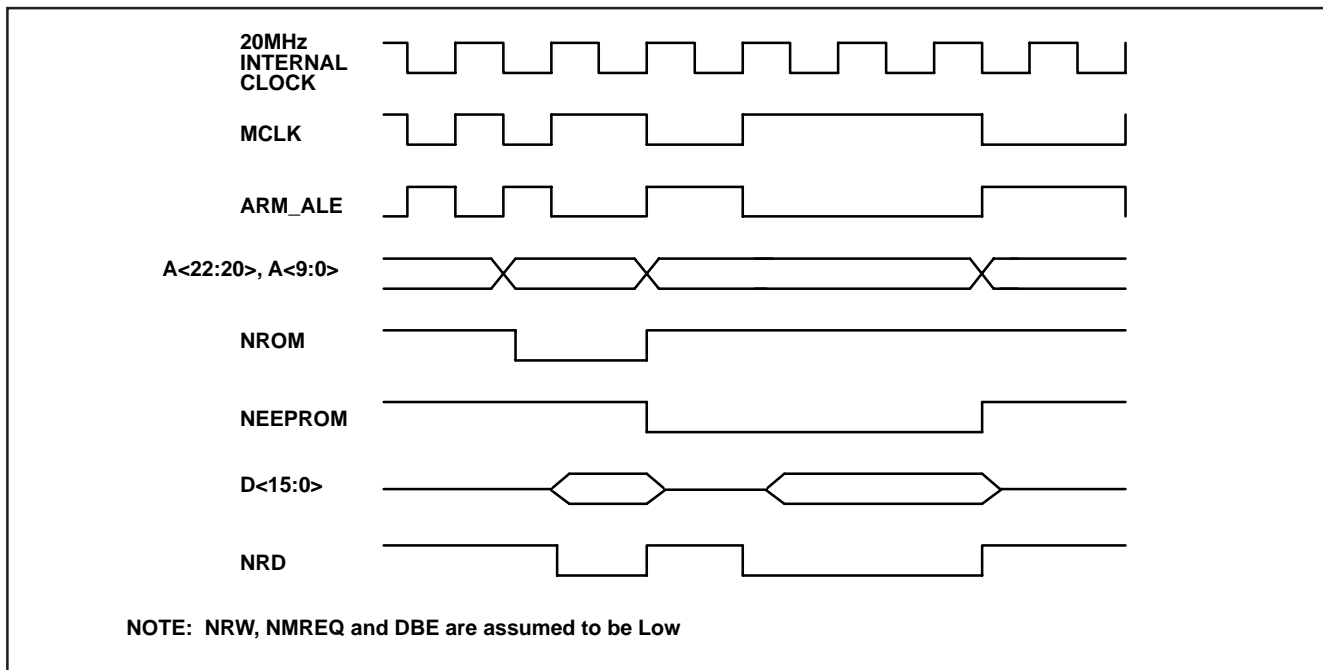 20MHz
INTERNAL
CLOCK
MCLK
ARM_ALE
A<22:20>, A<9:0>
NROM
NEEPROM
D<15:0>
NRD
NOTE: NRW, NMREQ and DBE are assumed to be Low